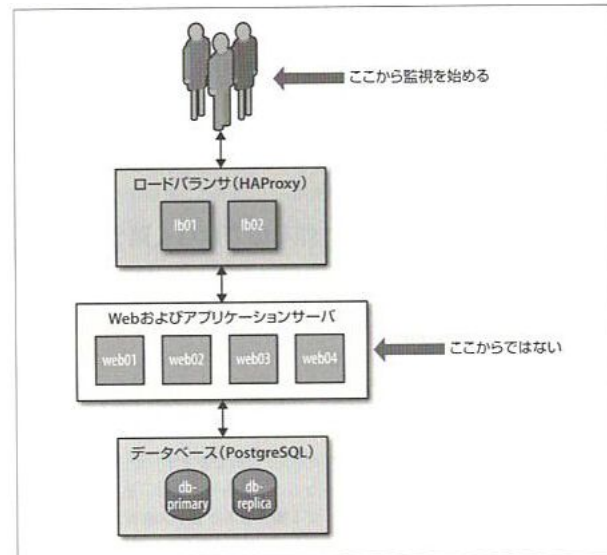 ここから監視を始める
ロードバランサ(HAProxy)
lb01 lb02
Webおよびアプリケーションサーバ
web01 web02 web03 web04
ここからではない
データベース(PostgreSQL)
db-
primary
db-
replica